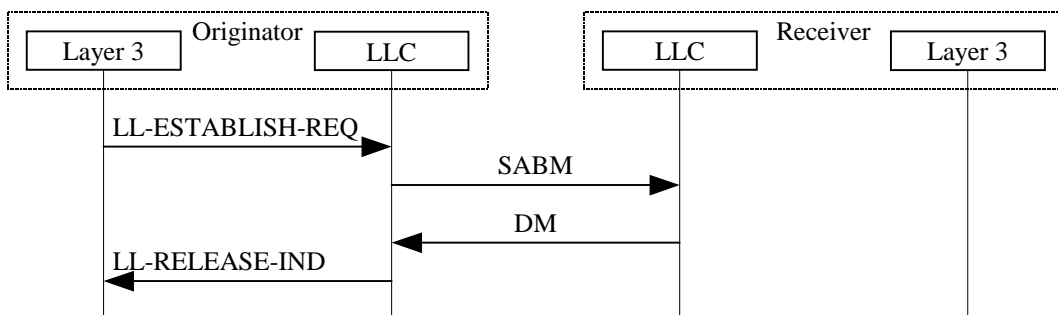 Originator
Receiver
Layer 3
LLC
LLC
Layer 3
LL-ESTABLISH-REQ
SABM
DM
LL-RELEASE-IND